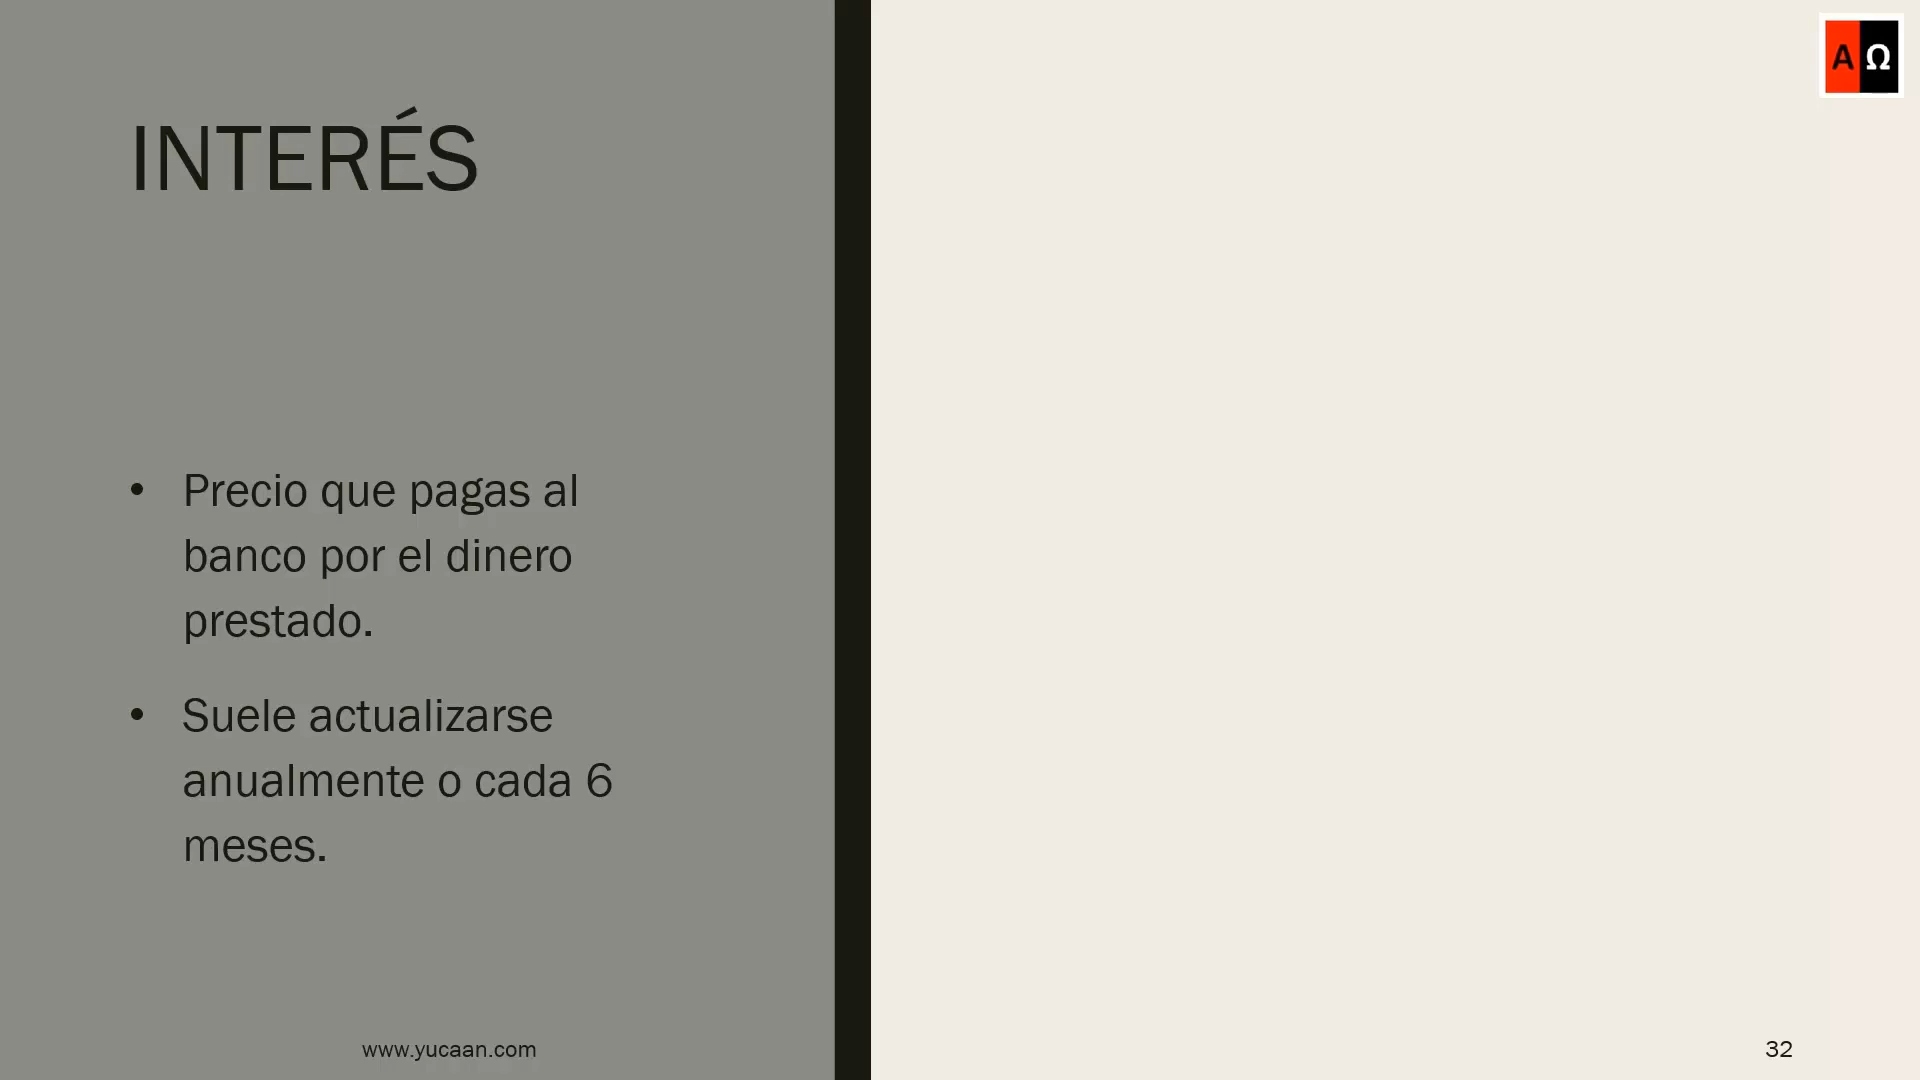 AΩ
INTERÉS
• Precio que pagas al
banco por el dinero
prestado.
• Suele actualizarse
anualmente o cada 6
meses.
www.yucaan.com
32